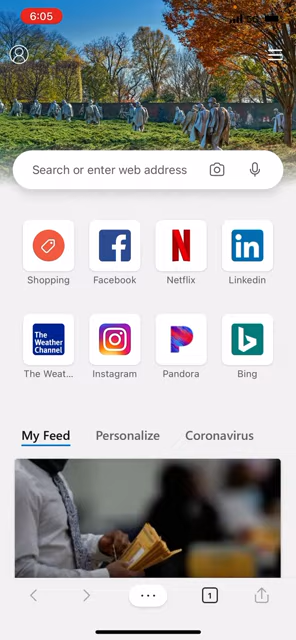 6:05
5G
Search or enter web address
Shopping
Facebook
Netflix
Linkedin
The
Weather
Channel
The Weat...
Instagram
Pandora
Bing
My Feed
Personalize
Coronavirus
1